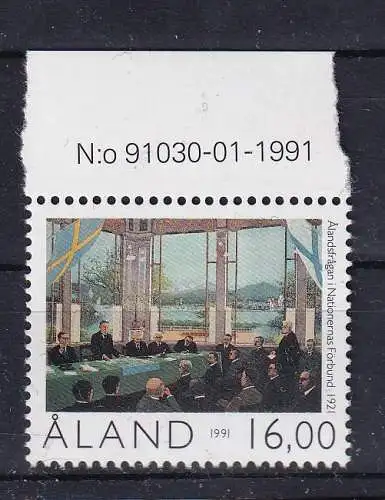 N:o 91030-01-1991
Ålandsfrågan i Nationernas Förbund 1921
ÅLAND 1991 16,00